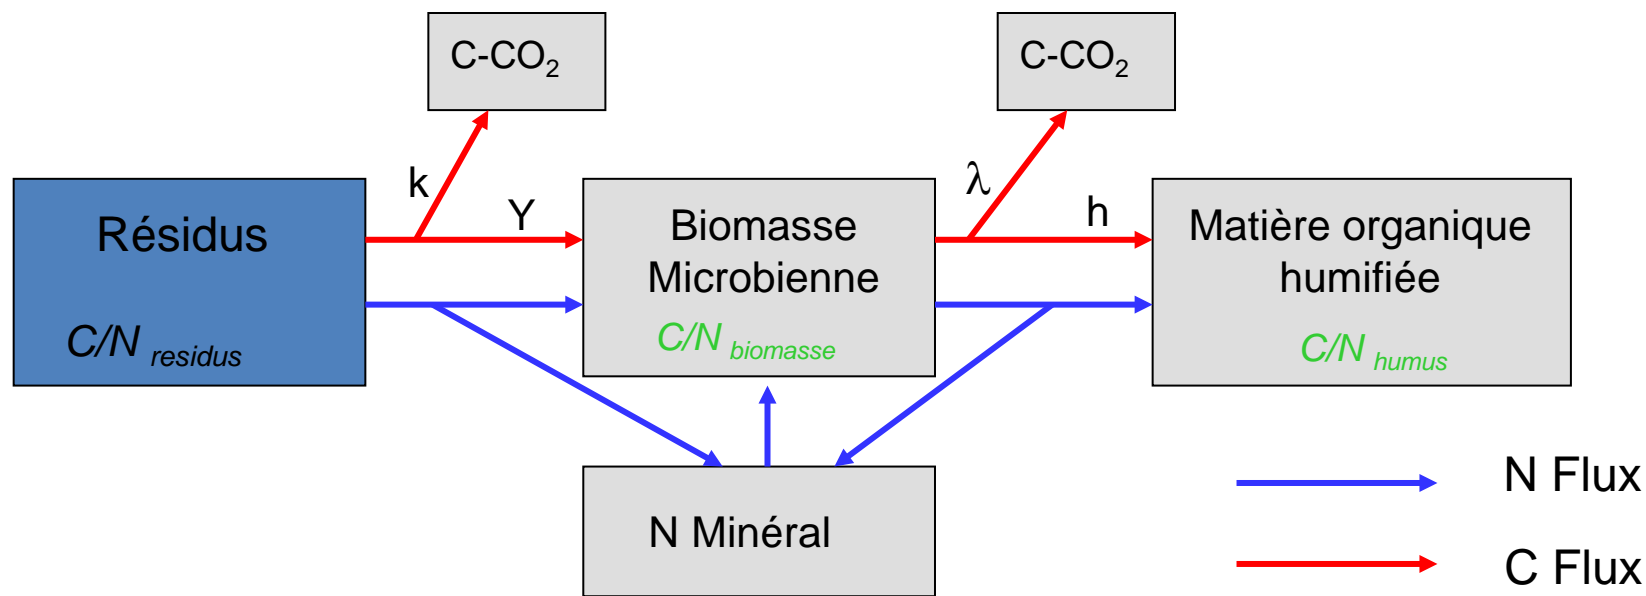 C-CO₂
C-CO₂
k
λ
Y
h
Résidus
C/N residus
Biomasse
Microbienne
C/N biomasse
Matière organique
humifiée
C/N humus
N Minéral
N Flux
C Flux